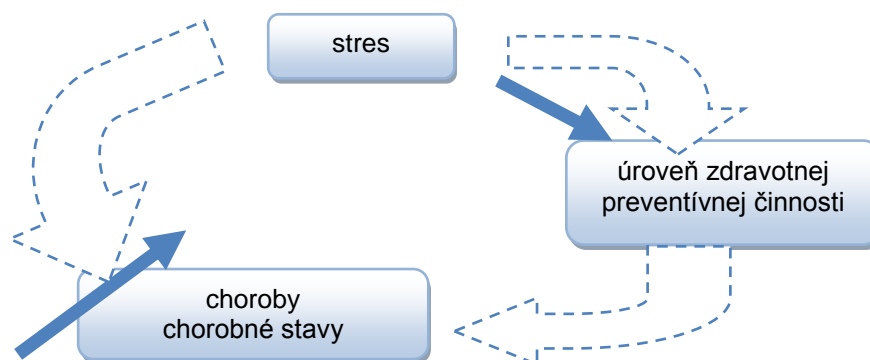 stres
úroveň zdravotnej
preventívnej činnosti
choroby
chorobné stavy